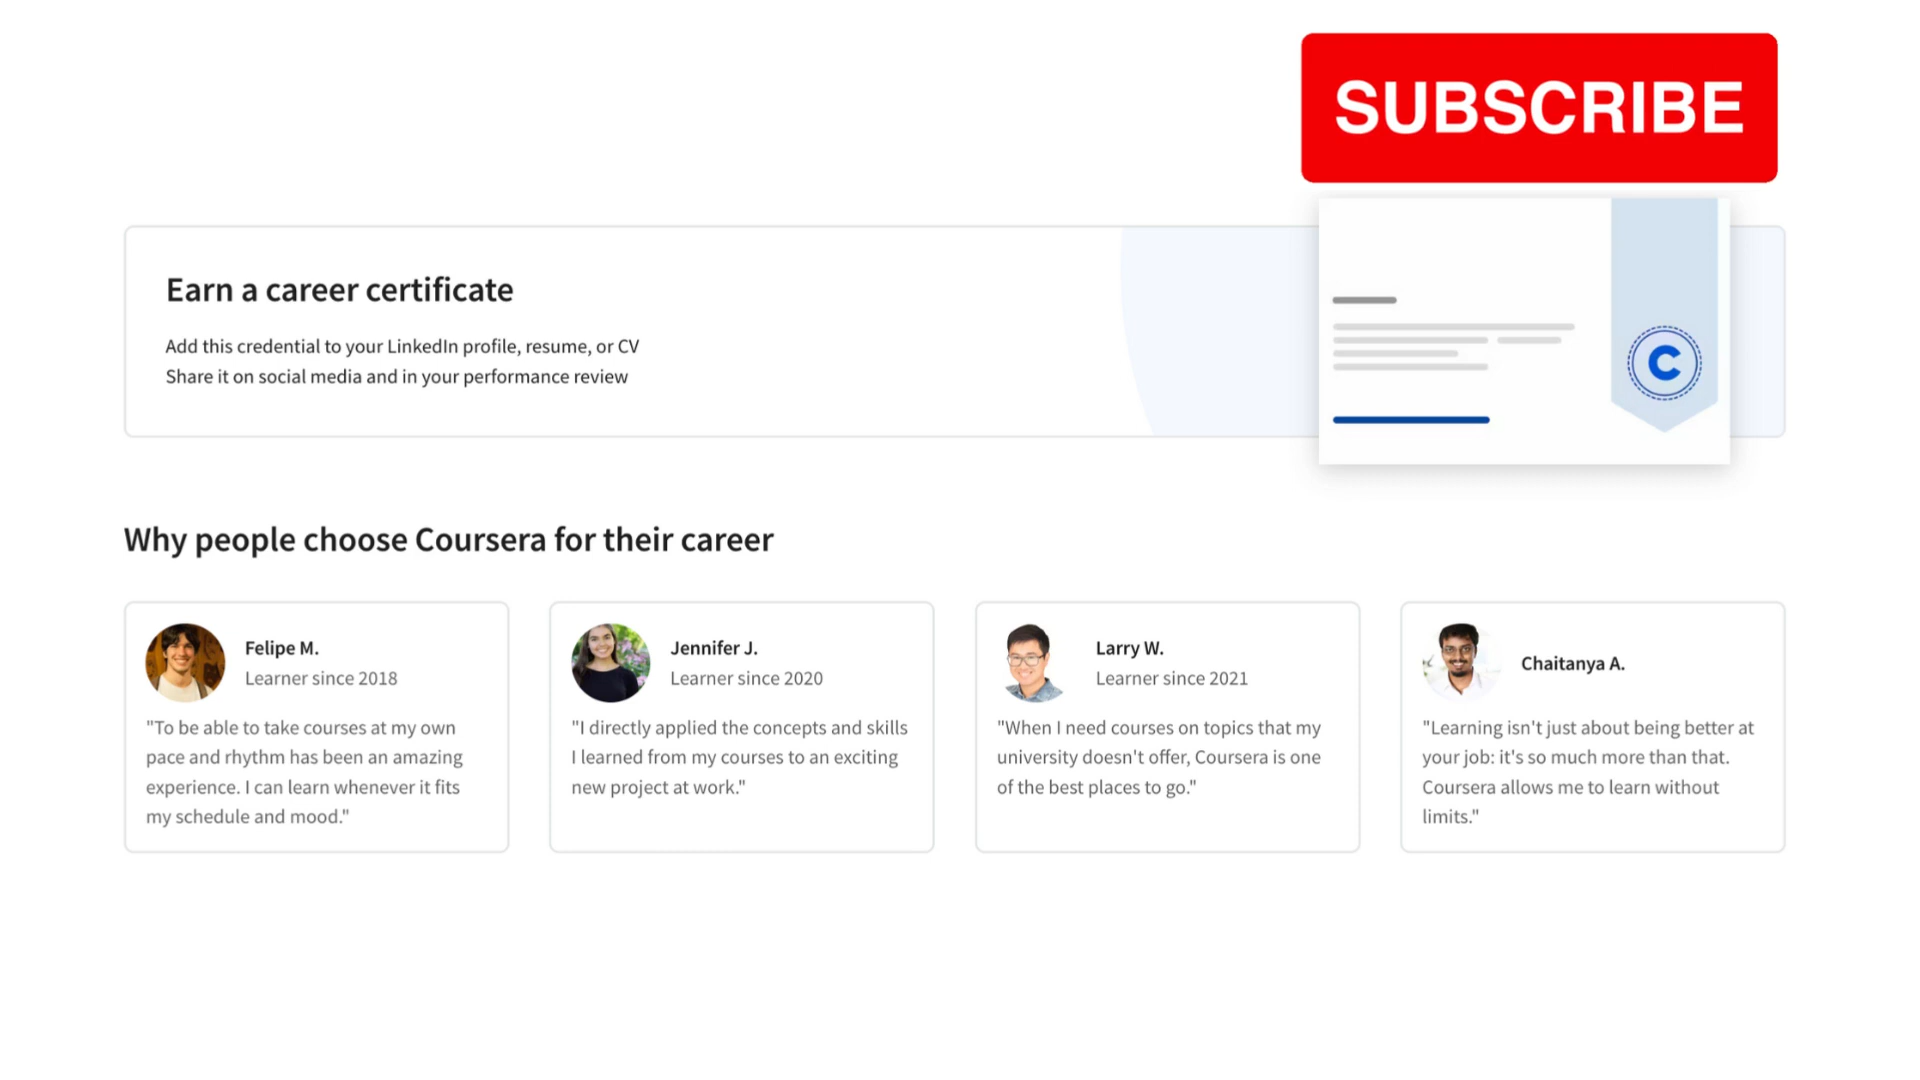 SUBSCRIBE
Earn a career certificate
Add this credential to your LinkedIn profile, resume, or CV
Share it on social media and in your performance review
C
Why people choose Coursera for their career
Felipe M.
Learner since 2018
"To be able to take courses at my own
pace and rhythm has been an amazing
experience. I can learn whenever it fits
my schedule and mood."
Jennifer J.
Learner since 2020
"I directly applied the concepts and skills
I learned from my courses to an exciting
new project at work."
Larry W.
Learner since 2021
"When I need courses on topics that my
university doesn't offer, Coursera is one
of the best places to go."
Chaitanya A.
"Learning isn't just about being better at
your job: it's so much more than that.
Coursera allows me to learn without
limits."